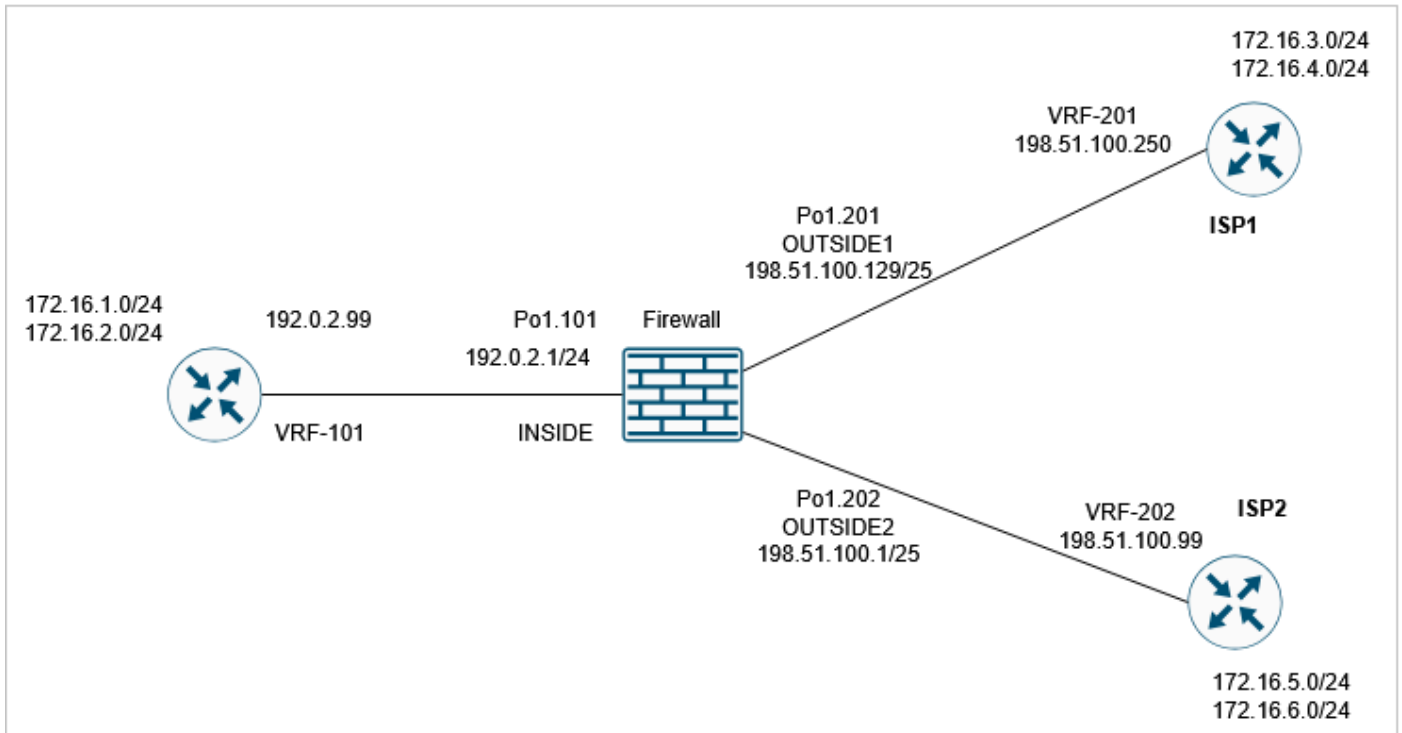 172.16.3.0/24
172.16.4.0/24
VRF-201
198.51.100.250
ISP1
Po1.201
OUTSIDE1
198.51.100.129/25
172.16.1.0/24
172.16.2.0/24
192.0.2.99
Po1.101
Firewall
192.0.2.1/24
VRF-101
INSIDE
Po1.202
OUTSIDE2
198.51.100.1/25
VRF-202
198.51.100.99
ISP2
172.16.5.0/24
172.16.6.0/24